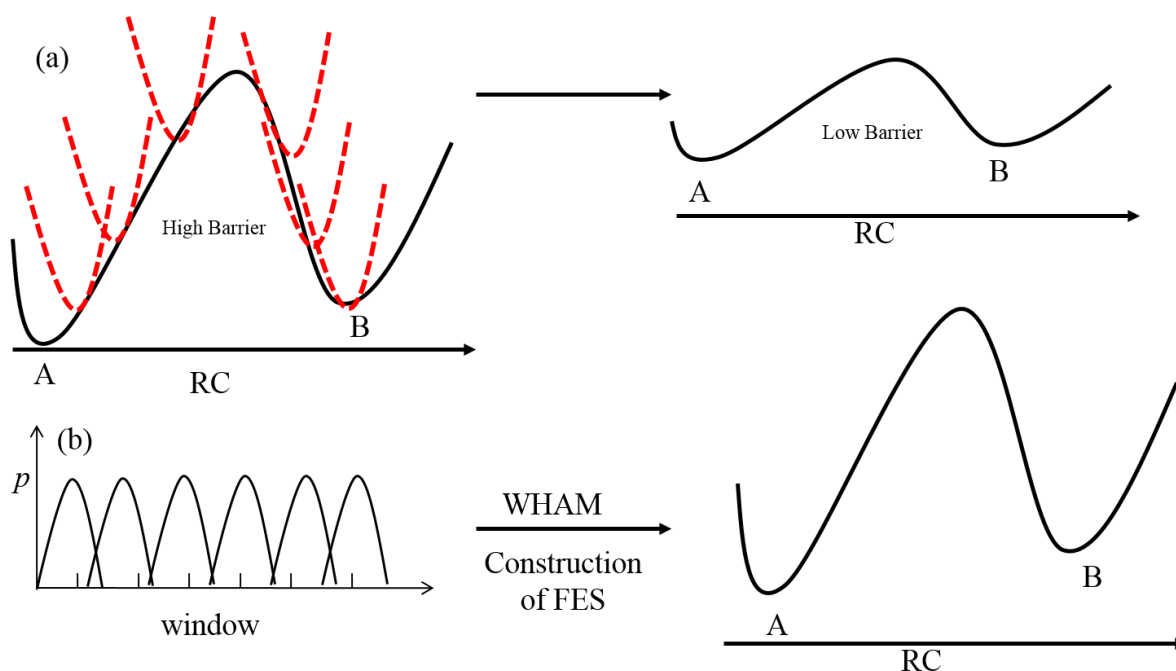 (a)
High Barrier
A
B
RC
Low Barrier
A
B
RC
(b)
p
window
WHAM
Construction
of FES
A
B
RC